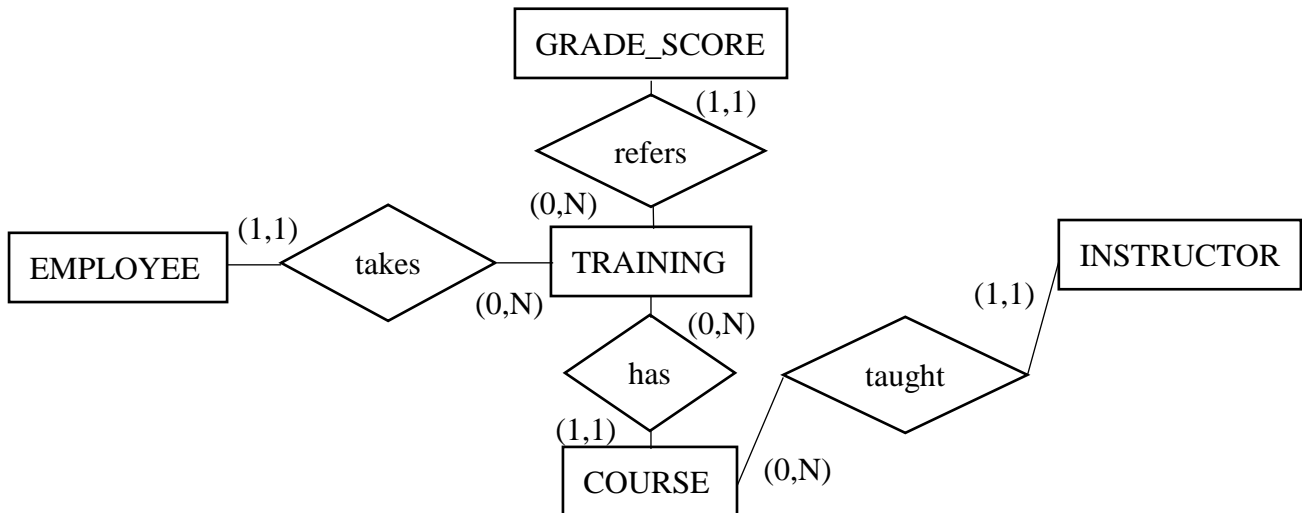 GRADE_SCORE
(1,1)
refers
(0,N)
EMPLOYEE
(1,1)
takes
(0,N)
TRAINING
INSTRUCTOR
(1,1)
(0,N)
has
taught
(1,1)
COURSE
(0,N)